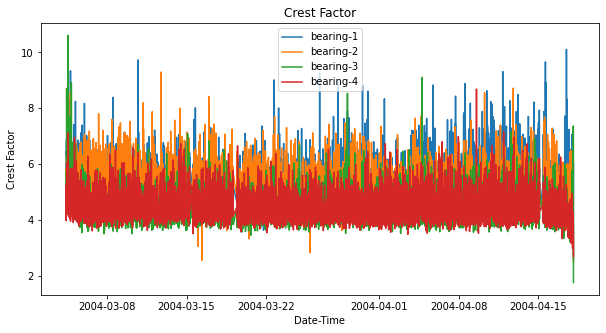 Crest Factor
bearing-1
bearing-2
bearing-3
bearing-4
Crest Factor
10
8
6
4
2
2004-03-08 2004-03-15 2004-03-22 2004-04-01 2004-04-08 2004-04-15
Date-Time